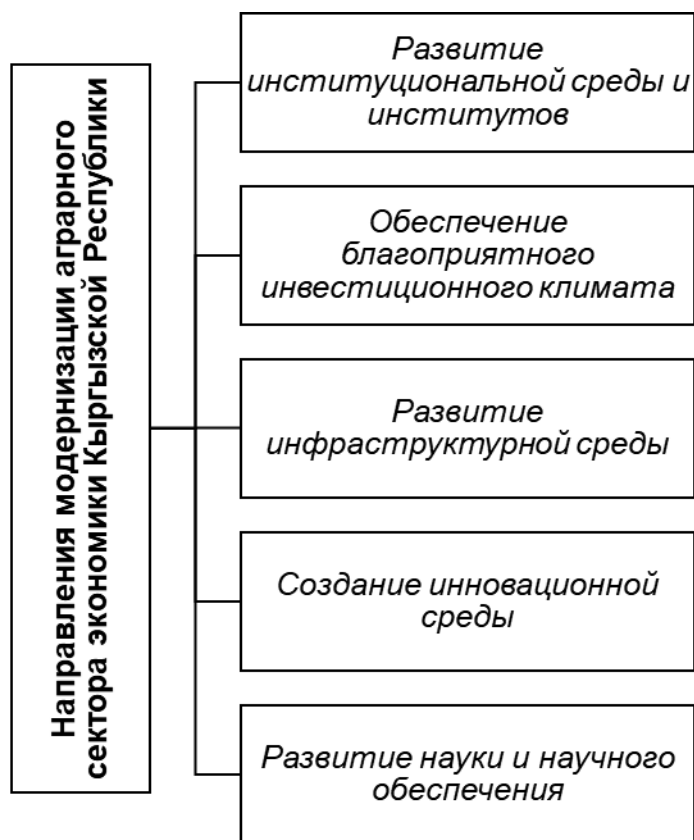 Направления модернизации аграрного
сектора экономики Кыргызской Республики
Развитие
институциональной среды и
институтов
Обеспечение
благоприятного
инвестиционного климата
Развитие
инфраструктурной среды
Создание инновационной
среды
Развитие науки и научного
обеспечения